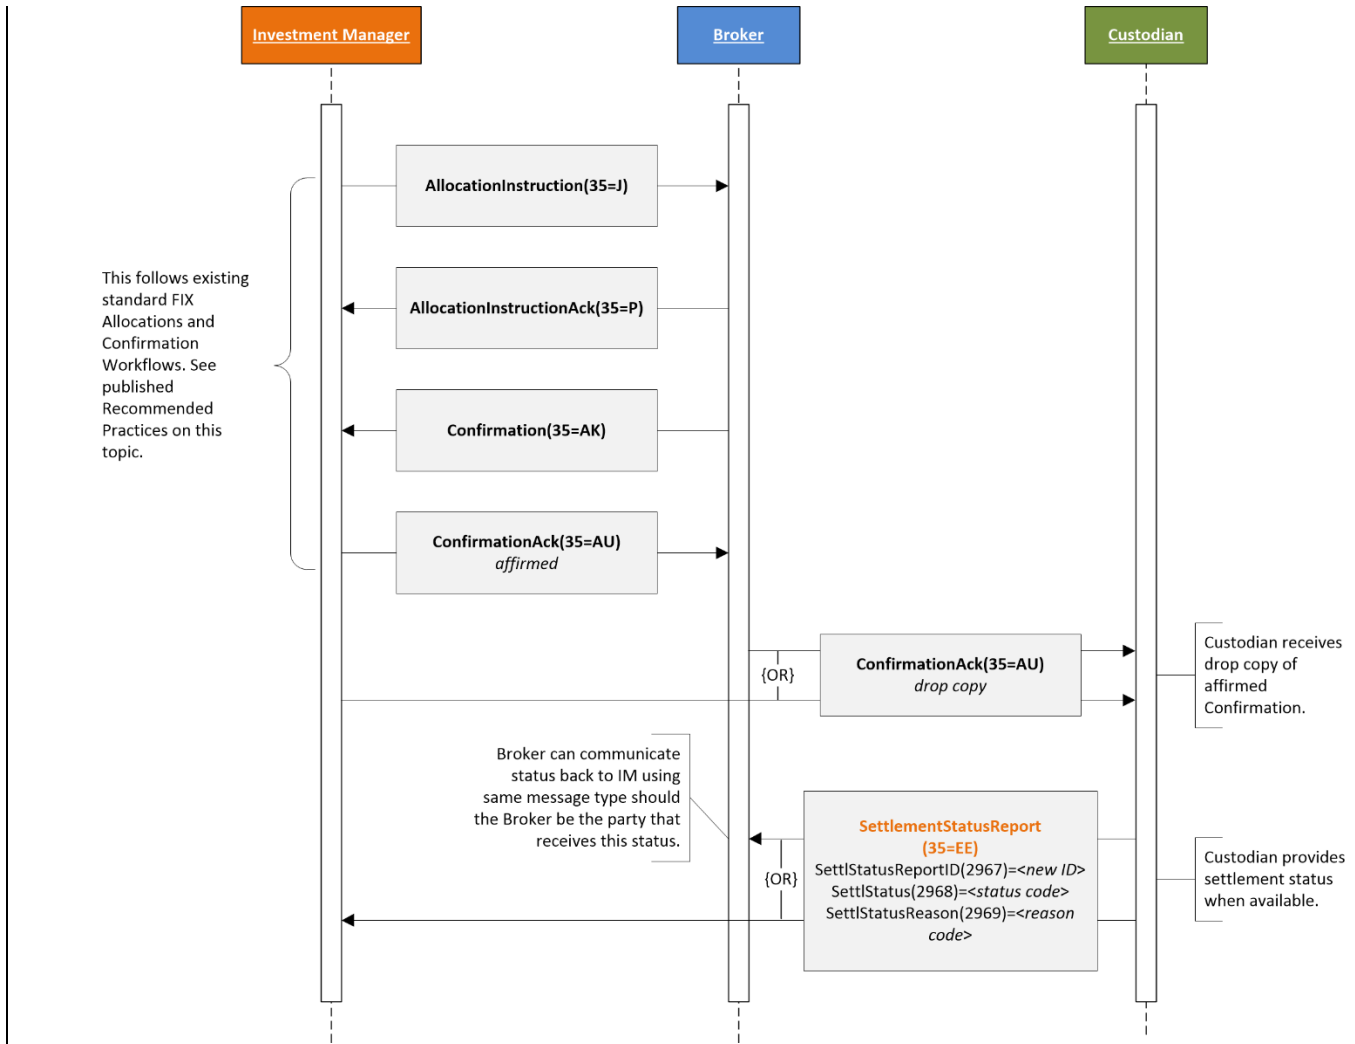 Investment Manager
Broker
Custodian
AllocationInstruction(35=J)
This follows existing
standard FIX
Allocations and
Confirmation
Workflows. See
published
Recommended
Practices on this
topic.
AllocationInstructionAck(35=P)
Confirmation(35=AK)
ConfirmationAck(35=AU)
affirmed
{OR}
ConfirmationAck(35=AU)
drop copy
Custodian receives
drop copy of
affirmed
Confirmation.
Broker can communicate
status back to IM using
same message type should
the Broker be the party that
receives this status.
{OR}
SettlementStatusReport
(35=EE)
SettlStatusReportID(2967)=<new ID>
SettlStatus(2968)=<status code>
SettlStatusReason(2969)=<reason
code>
Custodian provides
settlement status
when available.